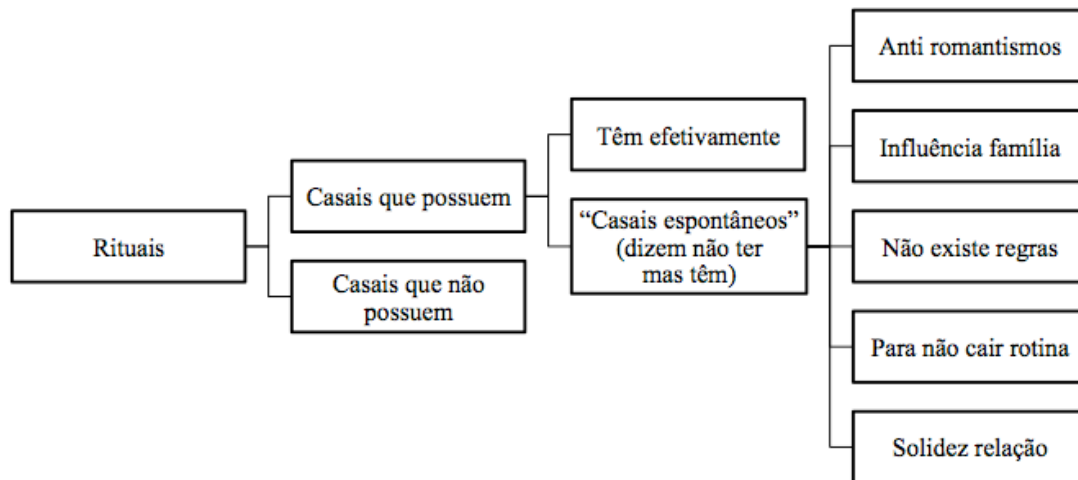 Rituais
Casais que possuem
Casais que não
possuem
Têm efetivamente
“Casais espontâneos”
(dizem não ter
mas têm)
Anti romantismos
Influência família
Não existe regras
Para não cair rotina
Solidez relação